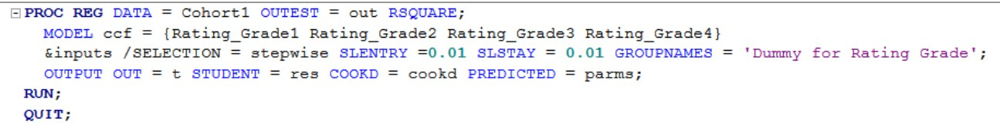 PROC REG DATA = Cohort1 OUTEST = out RSQUARE;
MODEL ccf = {Rating_Grade1 Rating_Grade2 Rating_Grade3 Rating_Grade4}
&inputs /SELECTION = stepwise SLENTRY =0.01 SLSTAY = 0.01 GROUPNAMES = 'Dummy for Rating Grade';
OUTPUT OUT = t STUDENT = res COOKD = cookd PREDICTED = parms;
RUN;
QUIT;